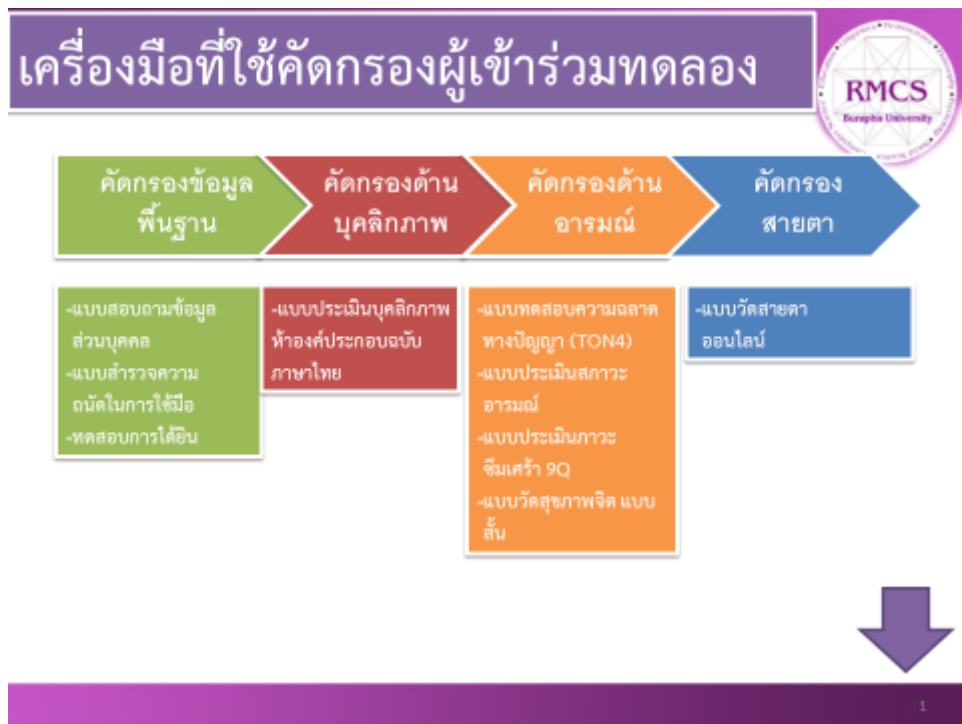 เครื่องมือที่ใช้คัดกรองผู้เข้าร่วมทดลอง
RMCS
Burapha University
คัดกรองข้อมูล
พื้นฐาน
คัดกรองด้าน
บุคลิกภาพ
คัดกรองด้าน
อารมณ์
คัดกรอง
สายตา
-แบบสอบถามข้อมูล
ส่วนบุคคล
-แบบสำรวจความ
ถนัดในการใช้มือ
-ทดสอบการได้ยิน
-แบบประเมินบุคลิกภาพ
ห้าองค์ประกอบฉบับ
ภาษาไทย
-แบบทดสอบความฉลาด
ทางปัญญา (TON4)
-แบบประเมินสภาวะ
อารมณ์
-แบบประเมินภาวะ
ซึมเศร้า 9Q
-แบบวัดสุขภาพจิต แบบ
สั้น
-แบบวัดสายตา
ออนไลน์
1